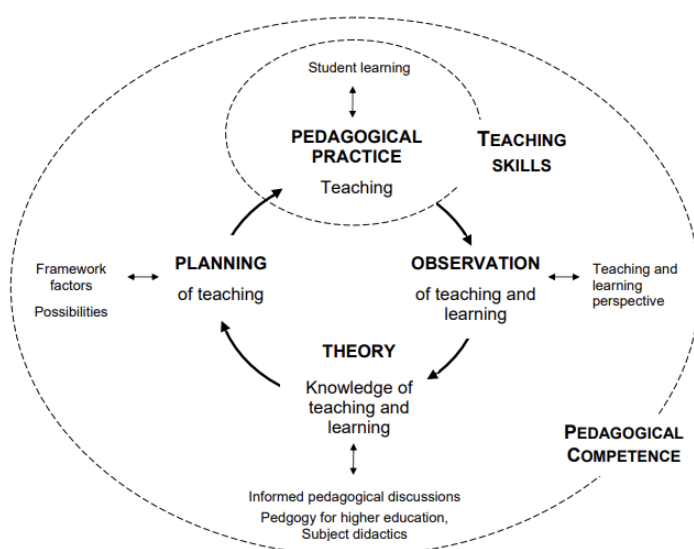 Student learning
PEDAGOGICAL
PRACTICE
Teaching
TEACHING
SKILLS
Framework
factors
Possibilities
PLANNING
of teaching
OBSERVATION
of teaching and
learning
Teaching and
learning
perspective
THEORY
Knowledge of
teaching and
learning
PEDAGOGICAL
COMPETENCE
Informed pedagogical discussions
Pedgogy for higher education,
Subject didactics